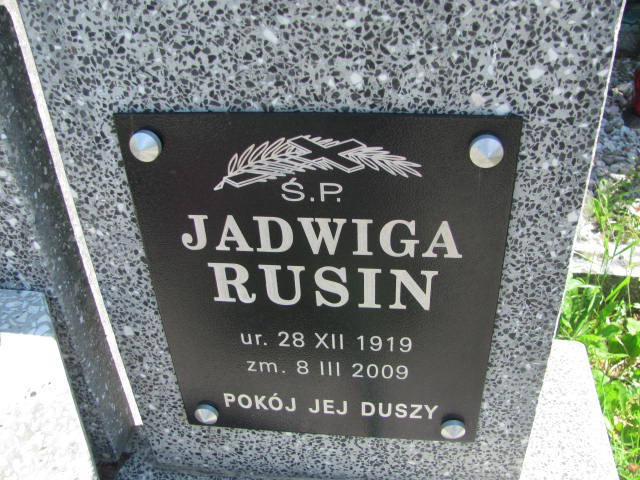 Ś.P.
JADWIGA
RUSIN
ur. 28 XII 1919
zm. 8 III 2009
POKÓJ JEJ DUSZY